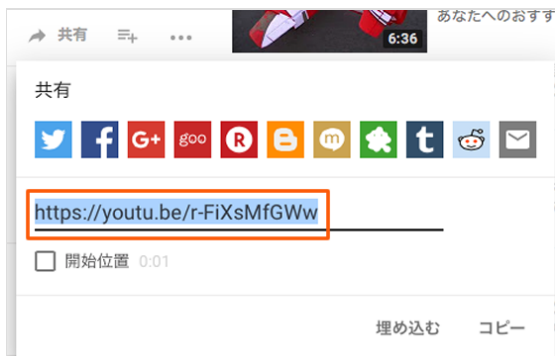 共有
あなたへのおすす
6:36
共有
G+
goo
R
B
m
t
https://youtu.be/r-FiXsMfGWw
開始位置 0:01
埋め込む コピー